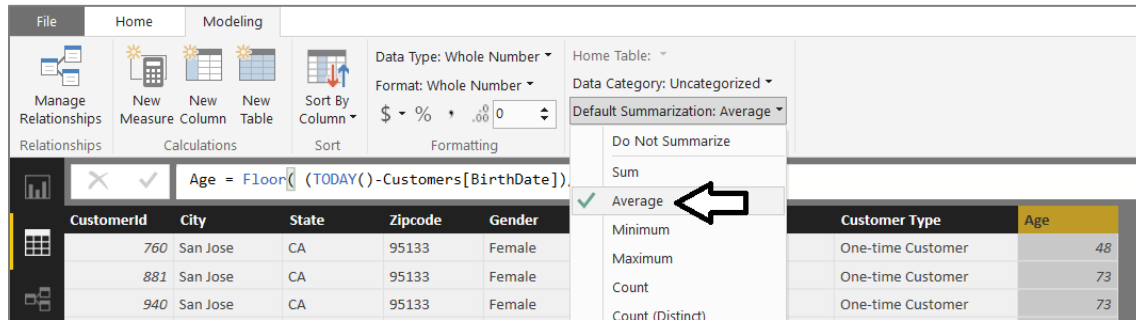 File Home Modeling
Data Type: Whole Number Home Table:
Format: Whole Number Data Category: Uncategorized
Manage Relationships
New Measure
New Column
New Table
Sort By Column
$ % , .00 0 Default Summarization: Average
Relationships Calculations Sort Formatting
Do Not Summarize
Sum
Average
Minimum
Maximum
Count
Count (Distinct)
Age = Floor( (TODAY()-Customers[BirthDate])
CustomerId City State Zipcode Gender Customer Type Age
760 San Jose CA 95133 Female One-time Customer 48
881 San Jose CA 95133 Female One-time Customer 73
940 San Jose CA 95133 Female One-time Customer 73